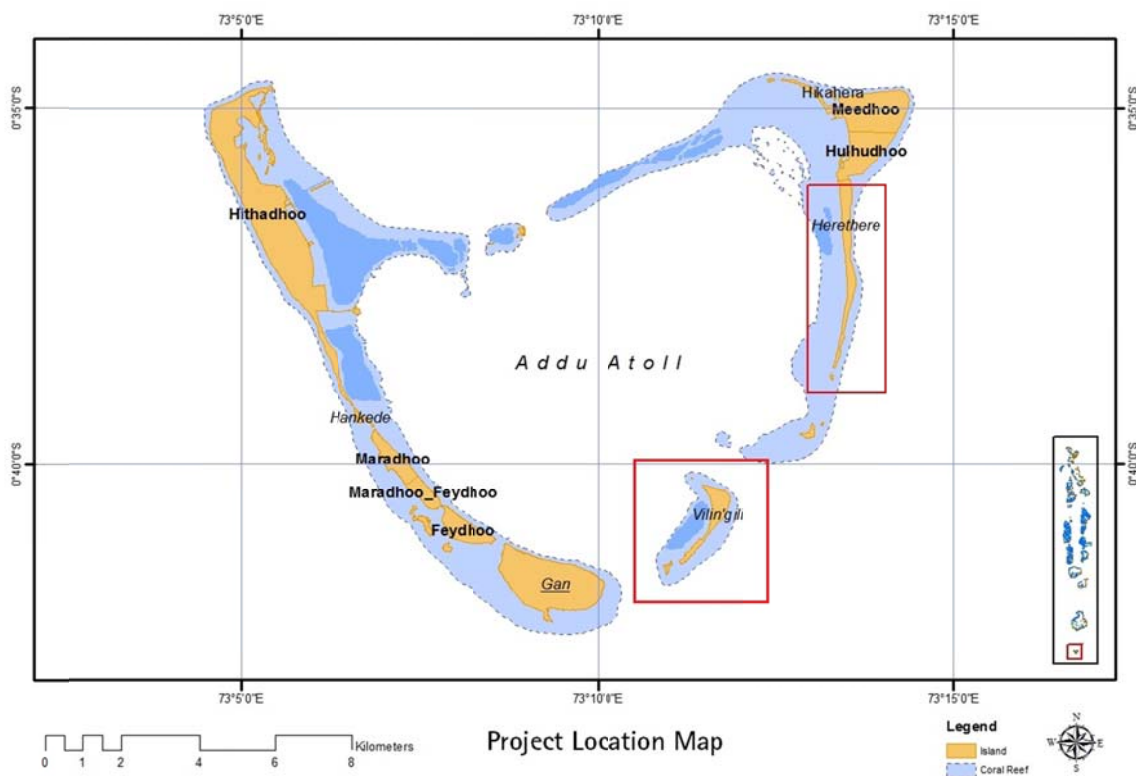 73°5'0"E 73°10'0"E 73°15'0"E
0°35'0"S 0°35'0"S
Hikahera
Meedhoo
Hulhudhoo
Hithadhoo
Herethere
Addu Atoll
Hankede
Maradhoo
0°40'0"S 0°40'0"S
Maradhoo_Feydhoo
Vilin'gili
Feydhoo
Gan
73°5'0"E 73°10'0"E 73°15'0"E
Kilometers
0 1 2 4 6 8
Project Location Map
Legend
Island
Coral Reef
N
W E
S